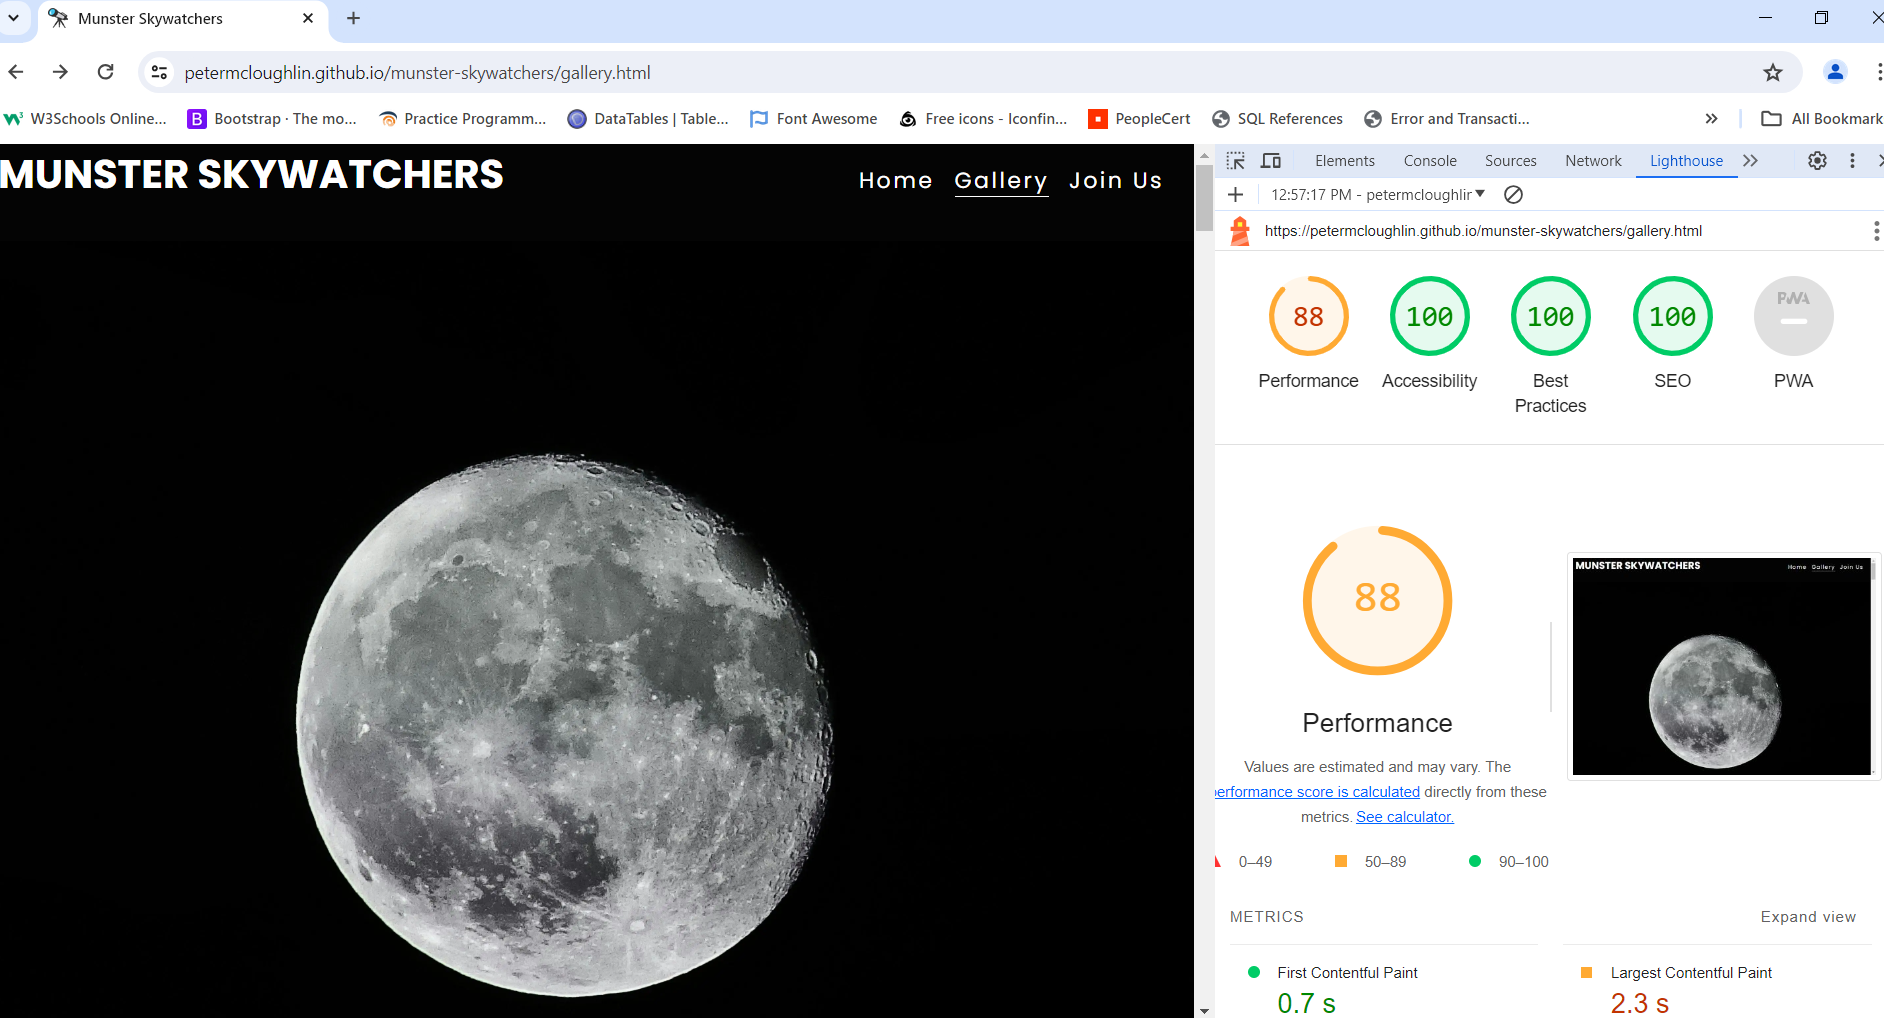 Munster Skywatchers
petermcloughlin.github.io/munster-skywatchers/gallery.html
W3Schools Online... Bootstrap · The mo... Practice Programm... DataTables | Table... Font Awesome Free icons - Iconfin... PeopleCert SQL References Error and Transacti... All Bookmark
MUNSTER SKYWATCHERS
Home Gallery Join Us
Elements Console Sources Network Lighthouse
12:57:17 PM - petermcloughlir
https://petermcloughlin.github.io/munster-skywatchers/gallery.html
88 100 100 100 PWA
Performance Accessibility Best Practices SEO PWA
88
Performance
Values are estimated and may vary. The
performance score is calculated directly from these
metrics. See calculator.
0–49 50–89 90–100
MUNSTER SKYWATCHERS Home Gallery Join Us
METRICS Expand view
First Contentful Paint
0.7 s
Largest Contentful Paint
2.3 s